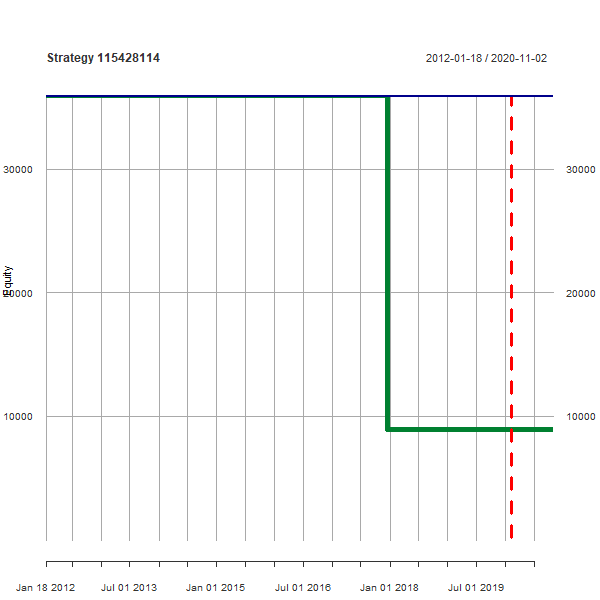 Strategy 115428114 2012-01-18 / 2020-11-02
30000 30000
Equity
20000 20000
10000 10000
Jan 18 2012 Jul 01 2013 Jan 01 2015 Jul 01 2016 Jan 01 2018 Jul 01 2019